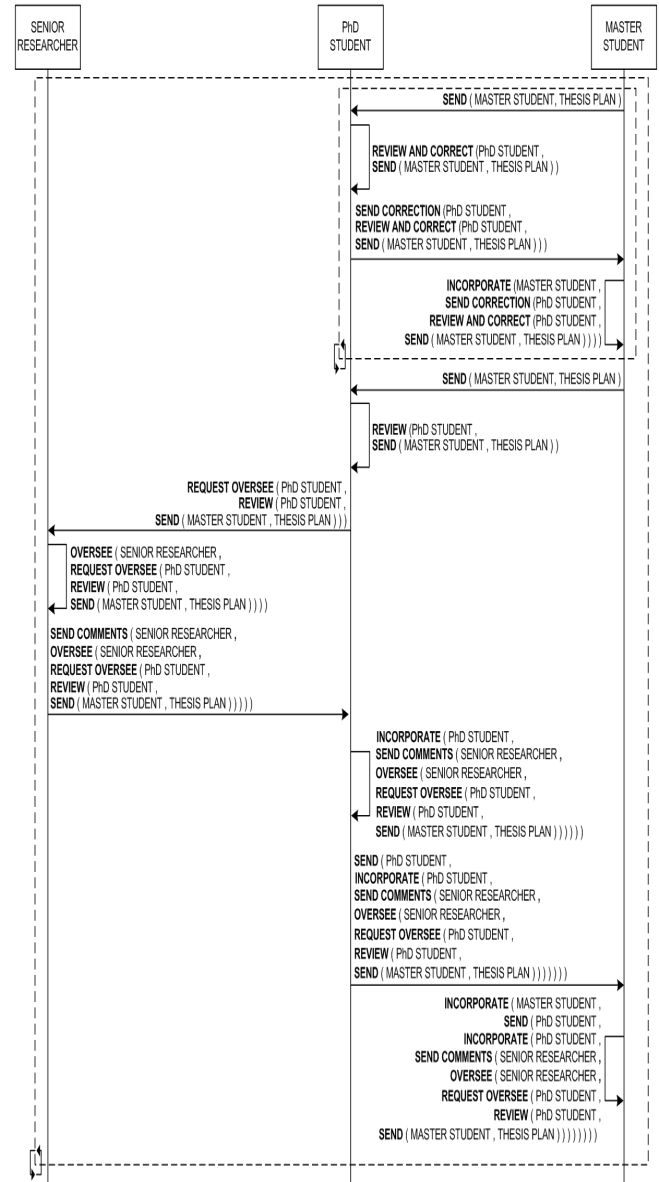 SENIOR
RESEARCHER
PhD
STUDENT
MASTER
STUDENT
SEND ( MASTER STUDENT, THESIS PLAN )
REVIEW AND CORRECT (PhD STUDENT ,
SEND ( MASTER STUDENT , THESIS PLAN ) )
SEND CORRECTION (PhD STUDENT ,
REVIEW AND CORRECT (PhD STUDENT ,
SEND ( MASTER STUDENT , THESIS PLAN ) ) )
INCORPORATE (MASTER STUDENT ,
SEND CORRECTION (PhD STUDENT ,
REVIEW AND CORRECT (PhD STUDENT ,
SEND ( MASTER STUDENT , THESIS PLAN ) ) ) )
SEND ( MASTER STUDENT, THESIS PLAN )
REVIEW (PhD STUDENT ,
SEND ( MASTER STUDENT , THESIS PLAN ) )
REQUEST OVERSEE ( PhD STUDENT ,
REVIEW ( PhD STUDENT ,
SEND ( MASTER STUDENT , THESIS PLAN ) ) )
OVERSEE ( SENIOR RESEARCHER ,
REQUEST OVERSEE ( PhD STUDENT ,
REVIEW ( PhD STUDENT ,
SEND ( MASTER STUDENT , THESIS PLAN ) ) ) )
SEND COMMENTS ( SENIOR RESEARCHER ,
OVERSEE ( SENIOR RESEARCHER ,
REQUEST OVERSEE ( PhD STUDENT ,
REVIEW ( PhD STUDENT ,
SEND ( MASTER STUDENT , THESIS PLAN ) ) ) ) )
INCORPORATE ( PhD STUDENT ,
SEND COMMENTS ( SENIOR RESEARCHER ,
OVERSEE ( SENIOR RESEARCHER ,
REQUEST OVERSEE ( PhD STUDENT ,
REVIEW ( PhD STUDENT ,
SEND ( MASTER STUDENT , THESIS PLAN ) ) ) ) ) )
SEND ( PhD STUDENT ,
INCORPORATE ( PhD STUDENT ,
SEND COMMENTS ( SENIOR RESEARCHER ,
OVERSEE ( SENIOR RESEARCHER ,
REQUEST OVERSEE ( PhD STUDENT ,
REVIEW ( PhD STUDENT ,
SEND ( MASTER STUDENT , THESIS PLAN ) ) ) ) ) ) )
INCORPORATE ( MASTER STUDENT ,
SEND ( PhD STUDENT ,
INCORPORATE ( PhD STUDENT ,
SEND COMMENTS ( SENIOR RESEARCHER ,
OVERSEE ( SENIOR RESEARCHER ,
REQUEST OVERSEE ( PhD STUDENT ,
REVIEW ( PhD STUDENT ,
SEND ( MASTER STUDENT , THESIS PLAN ) ) ) ) ) ) ) )